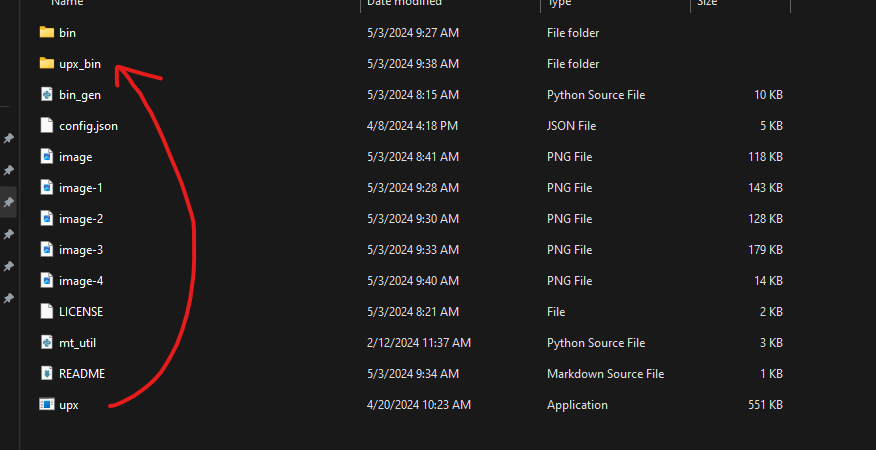 Name Date modified Type Size
bin 5/3/2024 9:27 AM File folder
upx_bin 5/3/2024 9:38 AM File folder
bin_gen 5/3/2024 8:15 AM Python Source File 10 KB
config.json 4/8/2024 4:18 PM JSON File 5 KB
image 5/3/2024 8:41 AM PNG File 118 KB
image-1 5/3/2024 9:28 AM PNG File 143 KB
image-2 5/3/2024 9:30 AM PNG File 128 KB
image-3 5/3/2024 9:33 AM PNG File 179 KB
image-4 5/3/2024 9:40 AM PNG File 14 KB
LICENSE 5/3/2024 8:21 AM File 2 KB
mt_util 2/12/2024 11:37 AM Python Source File 3 KB
README 5/3/2024 9:34 AM Markdown Source File 1 KB
upx 4/20/2024 10:23 AM Application 551 KB